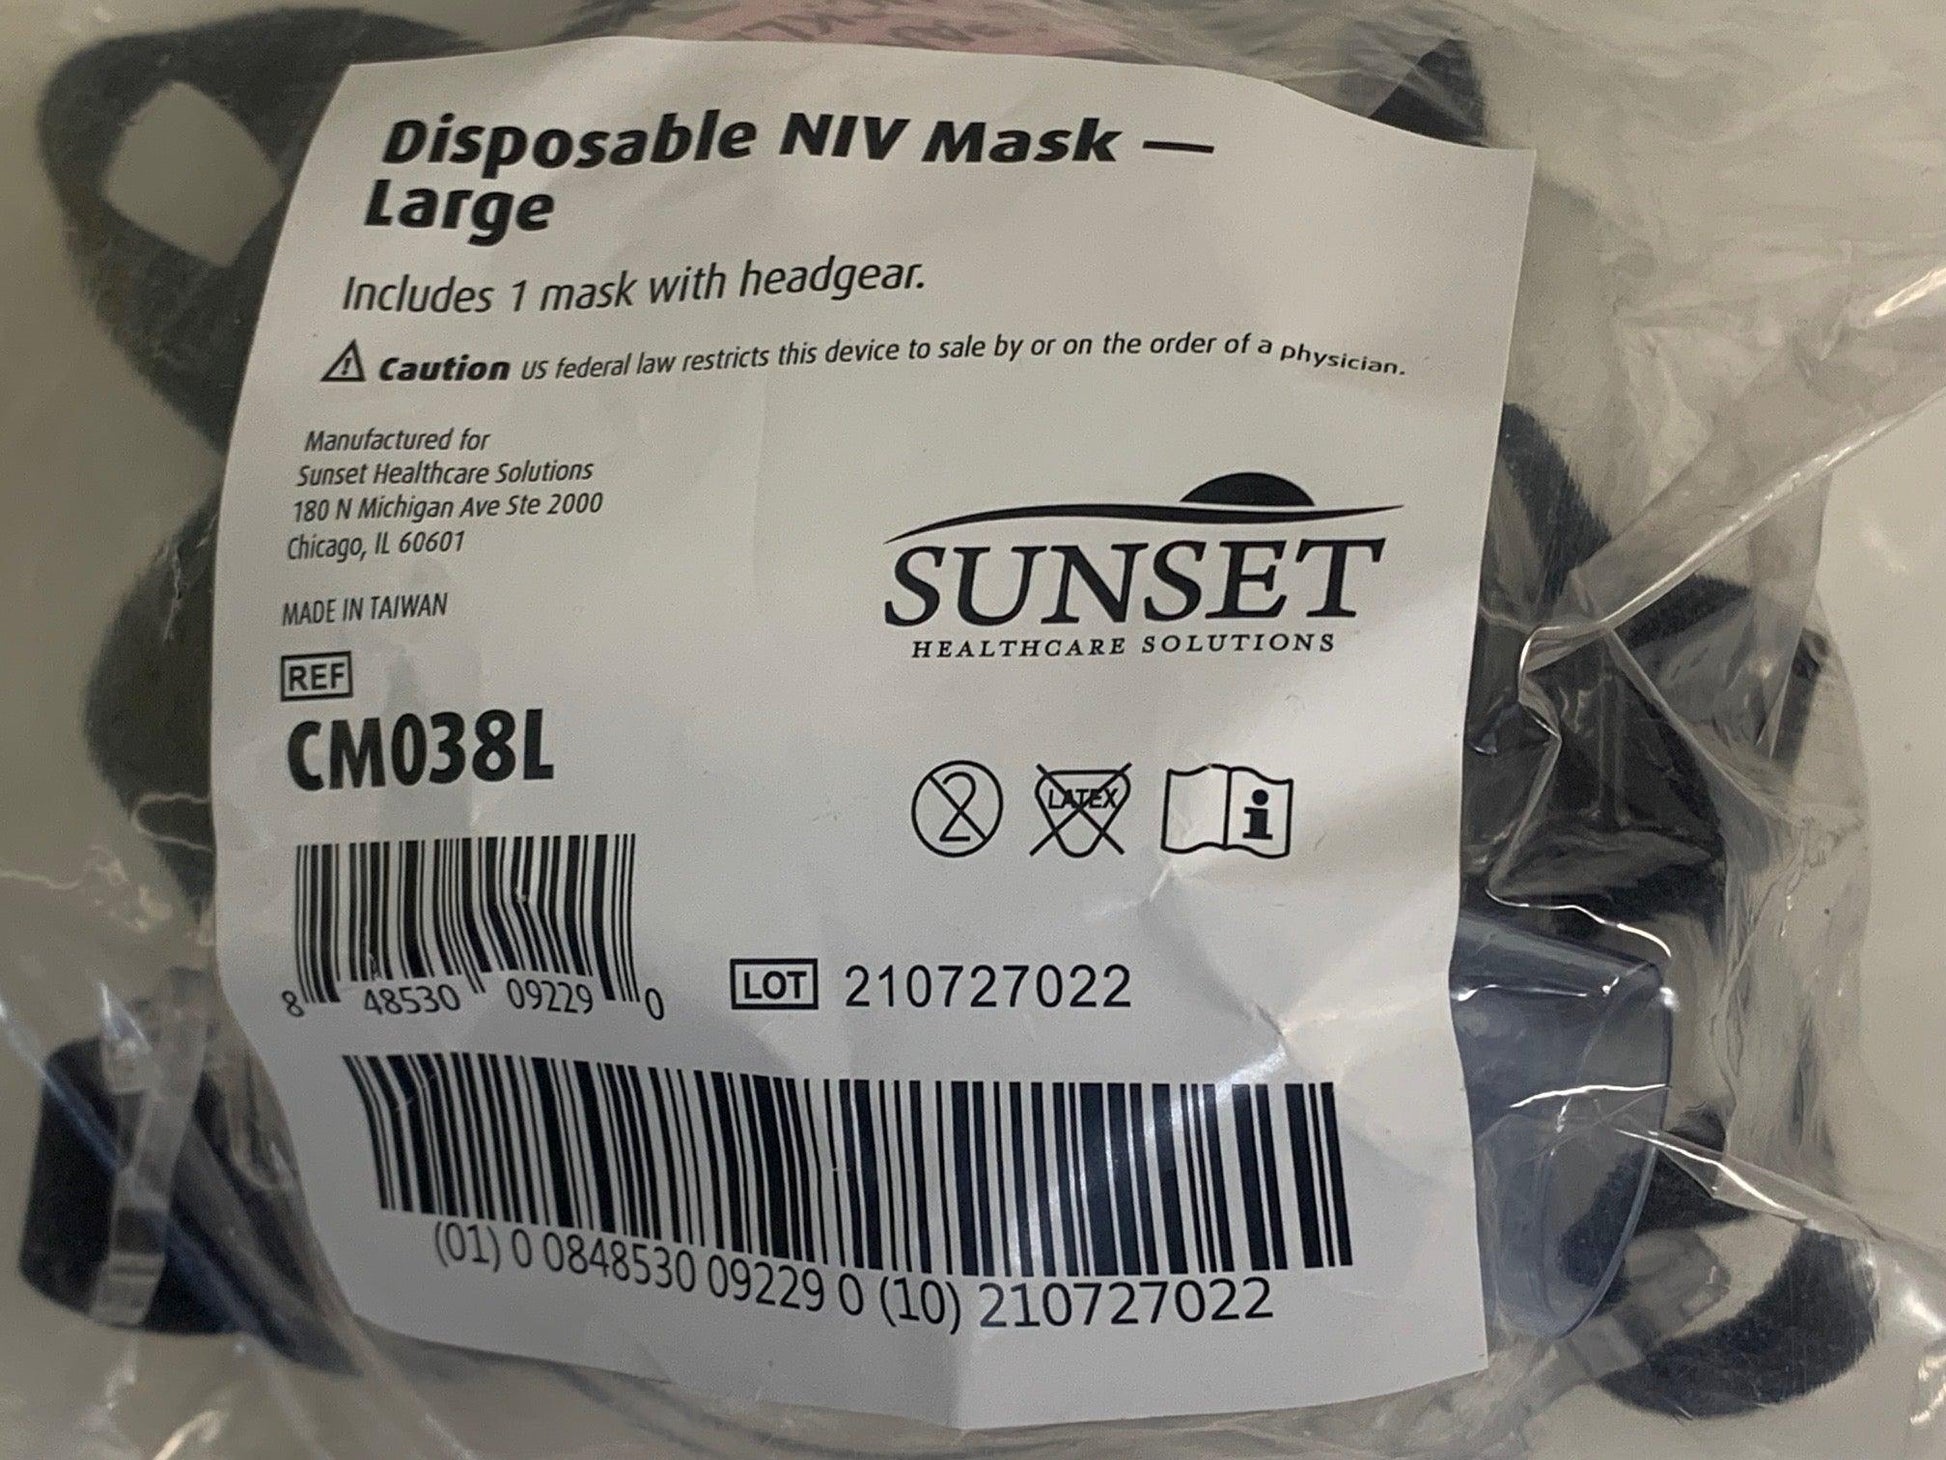 Disposable NIV Mask —
Large
Includes 1 mask with headgear.
Caution US federal law restricts this device to sale by or on the order of a physician.
Manufactured for
Sunset Healthcare Solutions
180 N Michigan Ave Ste 2000
Chicago, IL 60601
MADE IN TAIWAN
SUNSET
HEALTHCARE SOLUTIONS
REF
CM038L
2
LATEX
i
8 48530 09229 0
LOT 210727022
(01) 0 0848530 09229 0 (10) 210727022